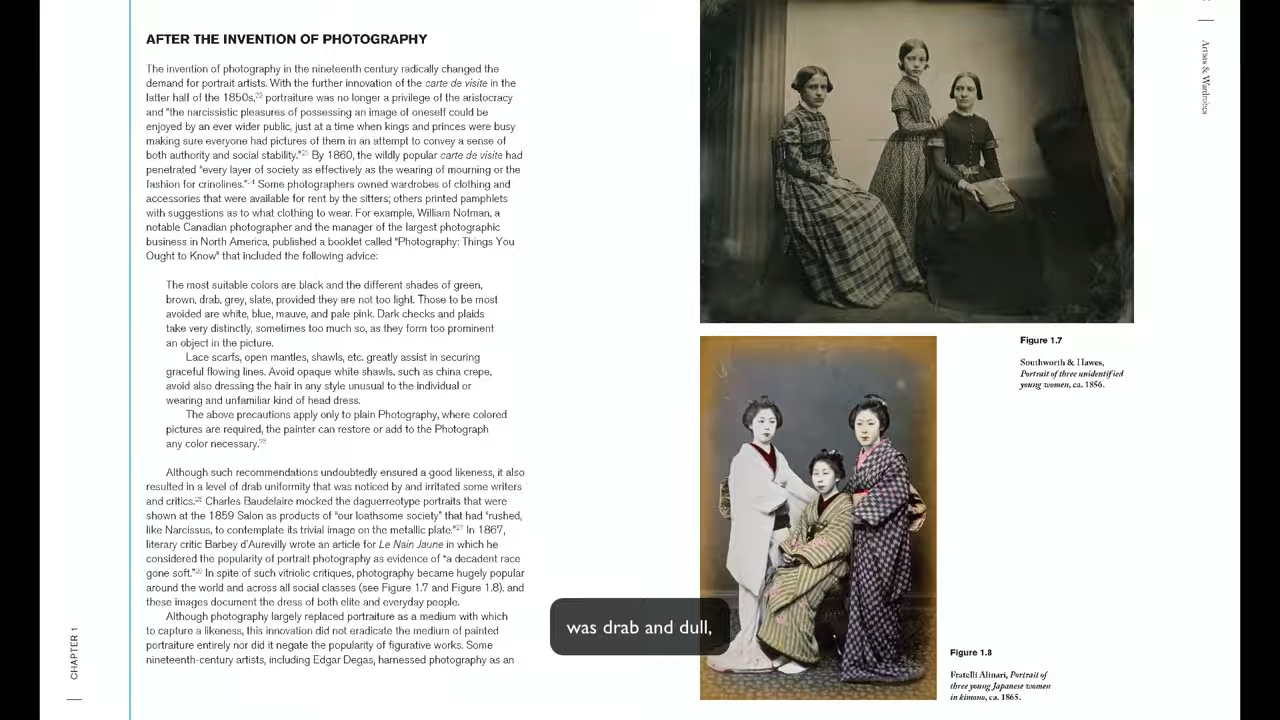 AFTER THE INVENTION OF PHOTOGRAPHY
The invention of photography in the nineteenth century radically changed the
demand for portrait artists. With the further innovation of the carte de visite in the
latter half of the 1850s,²² portraiture was no longer a privilege of the aristocracy
and "the narcissistic pleasures of possessing an image of oneself could be
enjoyed by an ever wider public, just at a time when kings and princes were busy
making sure everyone had pictures of them in an attempt to convey a sense of
both authority and social stability."²³ By 1860, the wildly popular carte de visite had
penetrated "every layer of society as effectively as the wearing of mourning or the
fashion for crinolines."²⁴ Some photographers owned wardrobes of clothing and
accessories that were available for rent by the sitters; others printed pamphlets
with suggestions as to what clothing to wear. For example, William Notman, a
notable Canadian photographer and the manager of the largest photographic
business in North America, published a booklet called "Photography: Things You
Ought to Know" that included the following advice:
The most suitable colors are black and the different shades of green,
brown, drab, grey, slate, provided they are not too light. Those to be most
avoided are white, blue, mauve, and pale pink. Dark checks and plaids
take very distinctly, sometimes too much so, as they form too prominent
an object in the picture.
Lace scarfs, open mantles, shawls, etc. greatly assist in securing
graceful flowing lines. Avoid opaque white shawls, such as china crepe,
avoid also dressing the hair in any style unusual to the individual or
wearing and unfamiliar kind of head dress.
The above precautions apply only to plain Photography, where colored
pictures are required, the painter can restore or add to the Photograph
any color necessary.²⁵
Although such recommendations undoubtedly ensured a good likeness, it also
resulted in a level of drab uniformity that was noticed by and irritated some writers
and critics.²⁶ Charles Baudelaire mocked the daguerreotype portraits that were
shown at the 1859 Salon as products of "our loathsome society" that had "rushed,
like Narcissus, to contemplate its trivial image on the metallic plate."²⁷ In 1867,
literary critic Barbey d'Aurevilly wrote an article for Le Nain Jaune in which he
considered the popularity of portrait photography as evidence of "a decadent race
gone soft."²⁸ In spite of such vitriolic critiques, photography became hugely popular
around the world and across all social classes (see Figure 1.7 and Figure 1.8), and
these images document the dress of both elite and everyday people.
Although photography largely replaced portraiture as a medium with which
to capture a likeness, this innovation did not eradicate the medium of painted
portraiture entirely nor did it negate the popularity of figurative works. Some
nineteenth-century artists, including Edgar Degas, harnessed photography as an
CHAPTER 1
Artists & Wardrobes
Figure 1.7
Southworth & Hawes,
Portrait of three unidentified
young women, ca. 1856.
Figure 1.8
Fratelli Alinari, Portrait of
three young Japanese women
in kimono, ca. 1865.
was drab and dull,